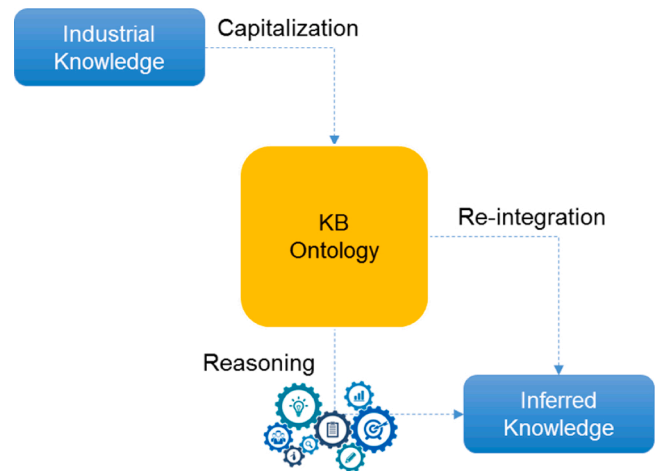 Industrial
Knowledge
Capitalization
KB
Ontology
Re-integration
Reasoning
Inferred
Knowledge